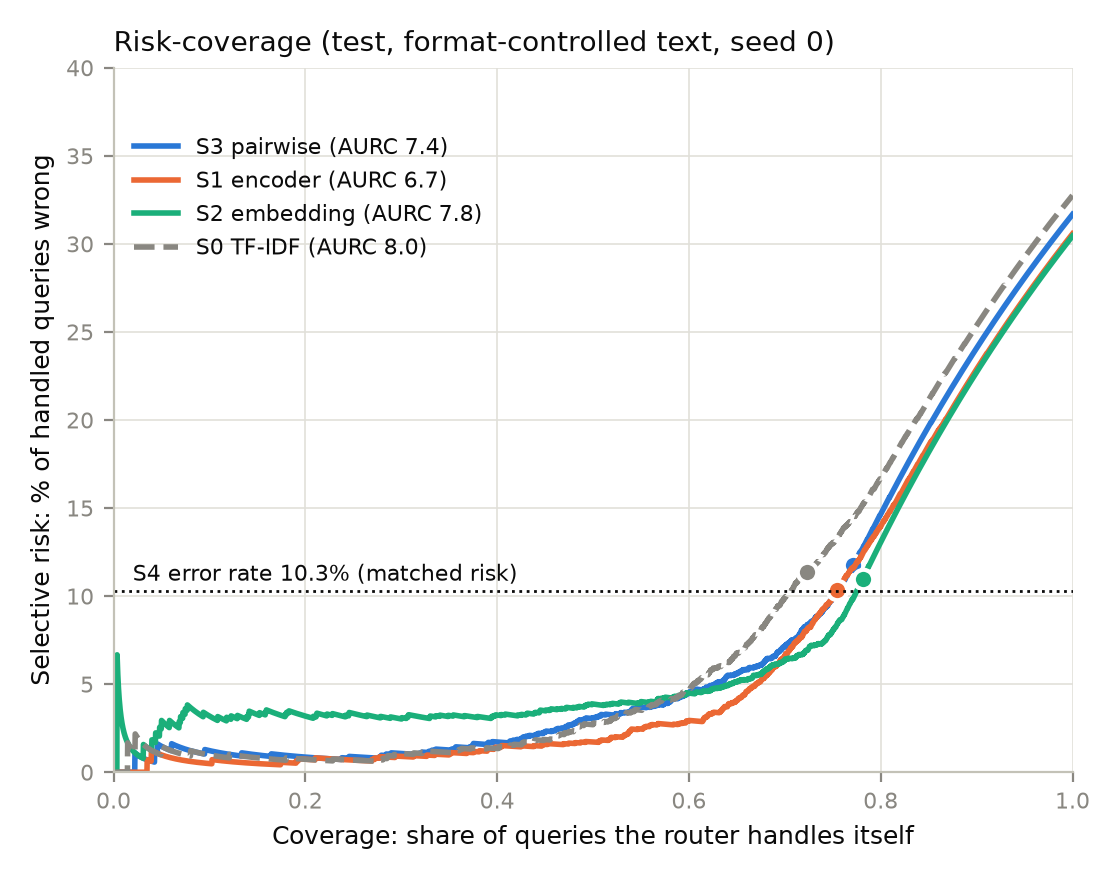 Risk-coverage (test, format-controlled text, seed 0)
40
35
30
25
20
15
10
5
0
Selective risk: % of handled queries wrong
S3 pairwise (AURC 7.4)
S1 encoder (AURC 6.7)
S2 embedding (AURC 7.8)
S0 TF-IDF (AURC 8.0)
S4 error rate 10.3% (matched risk)
0.0 0.2 0.4 0.6 0.8 1.0
Coverage: share of queries the router handles itself